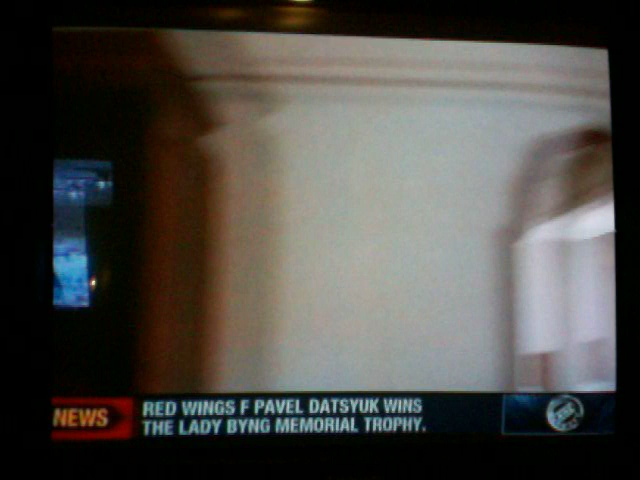 NEWS
RED WINGS F PAVEL DATSYUK WINS
THE LADY BYNG MEMORIAL TROPHY.